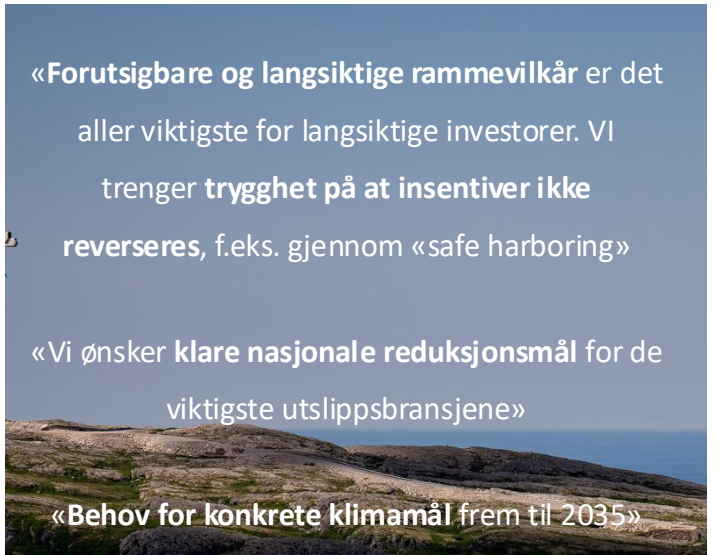 «Forutsigbare og langsiktige rammevilkår er det
aller viktigste for langsiktige investorer. VI
trenger trygghet på at insentiver ikke
reverseres, f.eks. gjennom «safe harboring»
«Vi ønsker klare nasjonale reduksjonsmål for de
viktigste utslippsbransjene»
«Behov for konkrete klimamål frem til 2035»